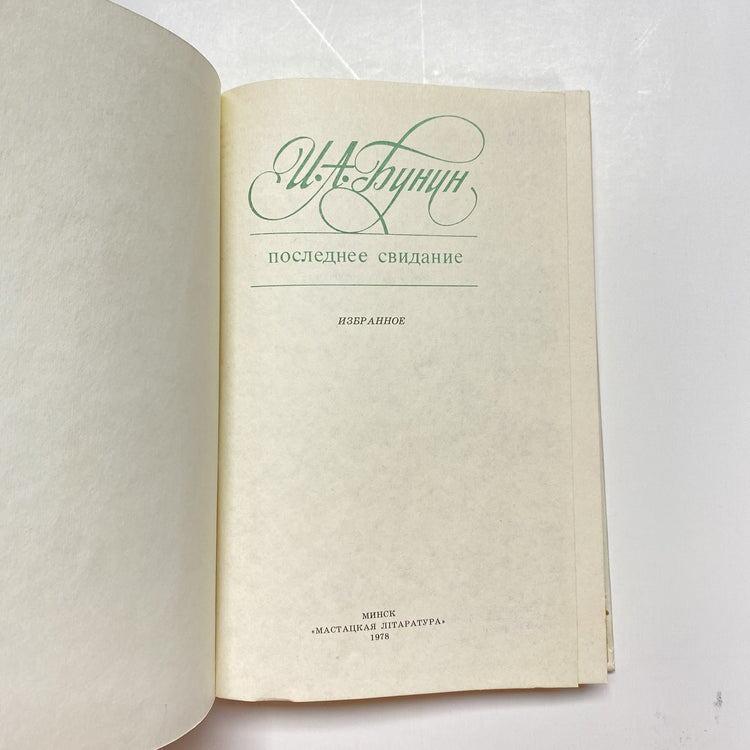 И.А.Бунин
последнее свидание
ИЗБРАННОЕ
МИНСК
«МАСТАЦКАЯ ЛІТАРАТУРА»
1978